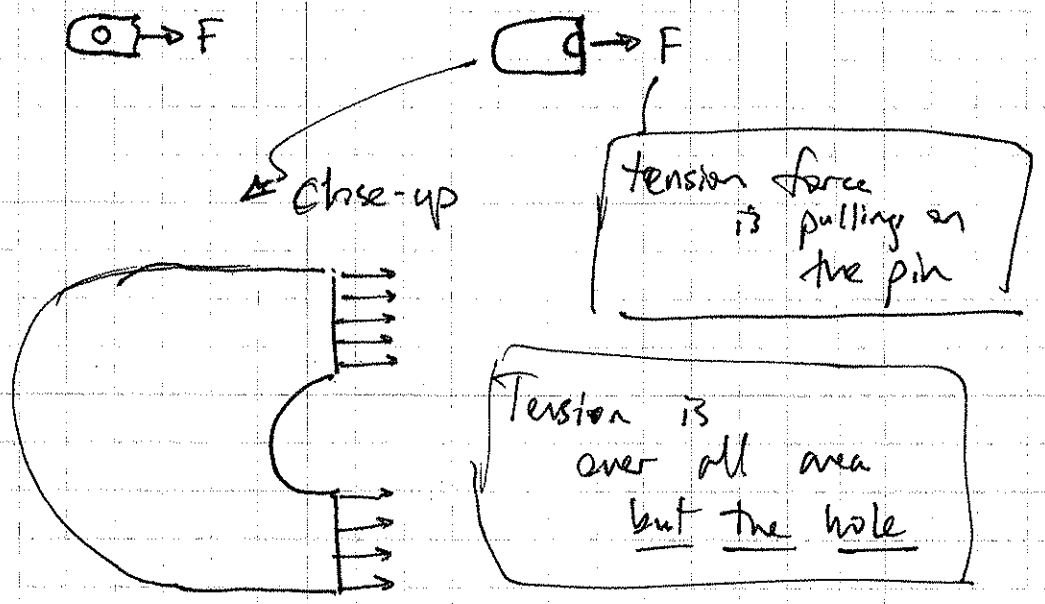 F
F
Close-up
tension force
is pulling on
the pin
Tension is
over all area
but the hole